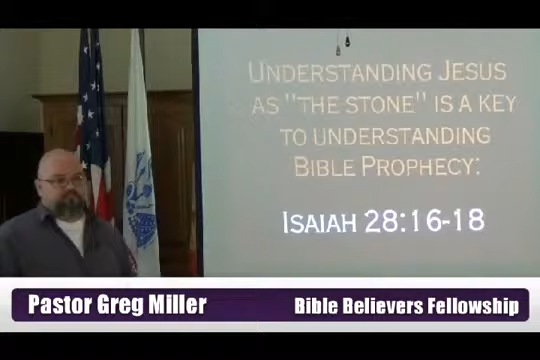 Understanding Jesus
as "the stone" is a key
to understanding
Bible Prophecy:
Isaiah 28:16-18
Pastor Greg Miller
Bible Believers Fellowship